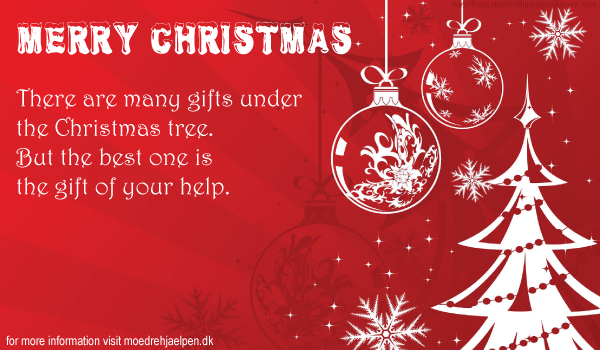 MERRY CHRISTMAS
There are many gifts under
the Christmas tree.
But the best one is
the gift of your help.
for more information visit moedrehjaelpen.dk